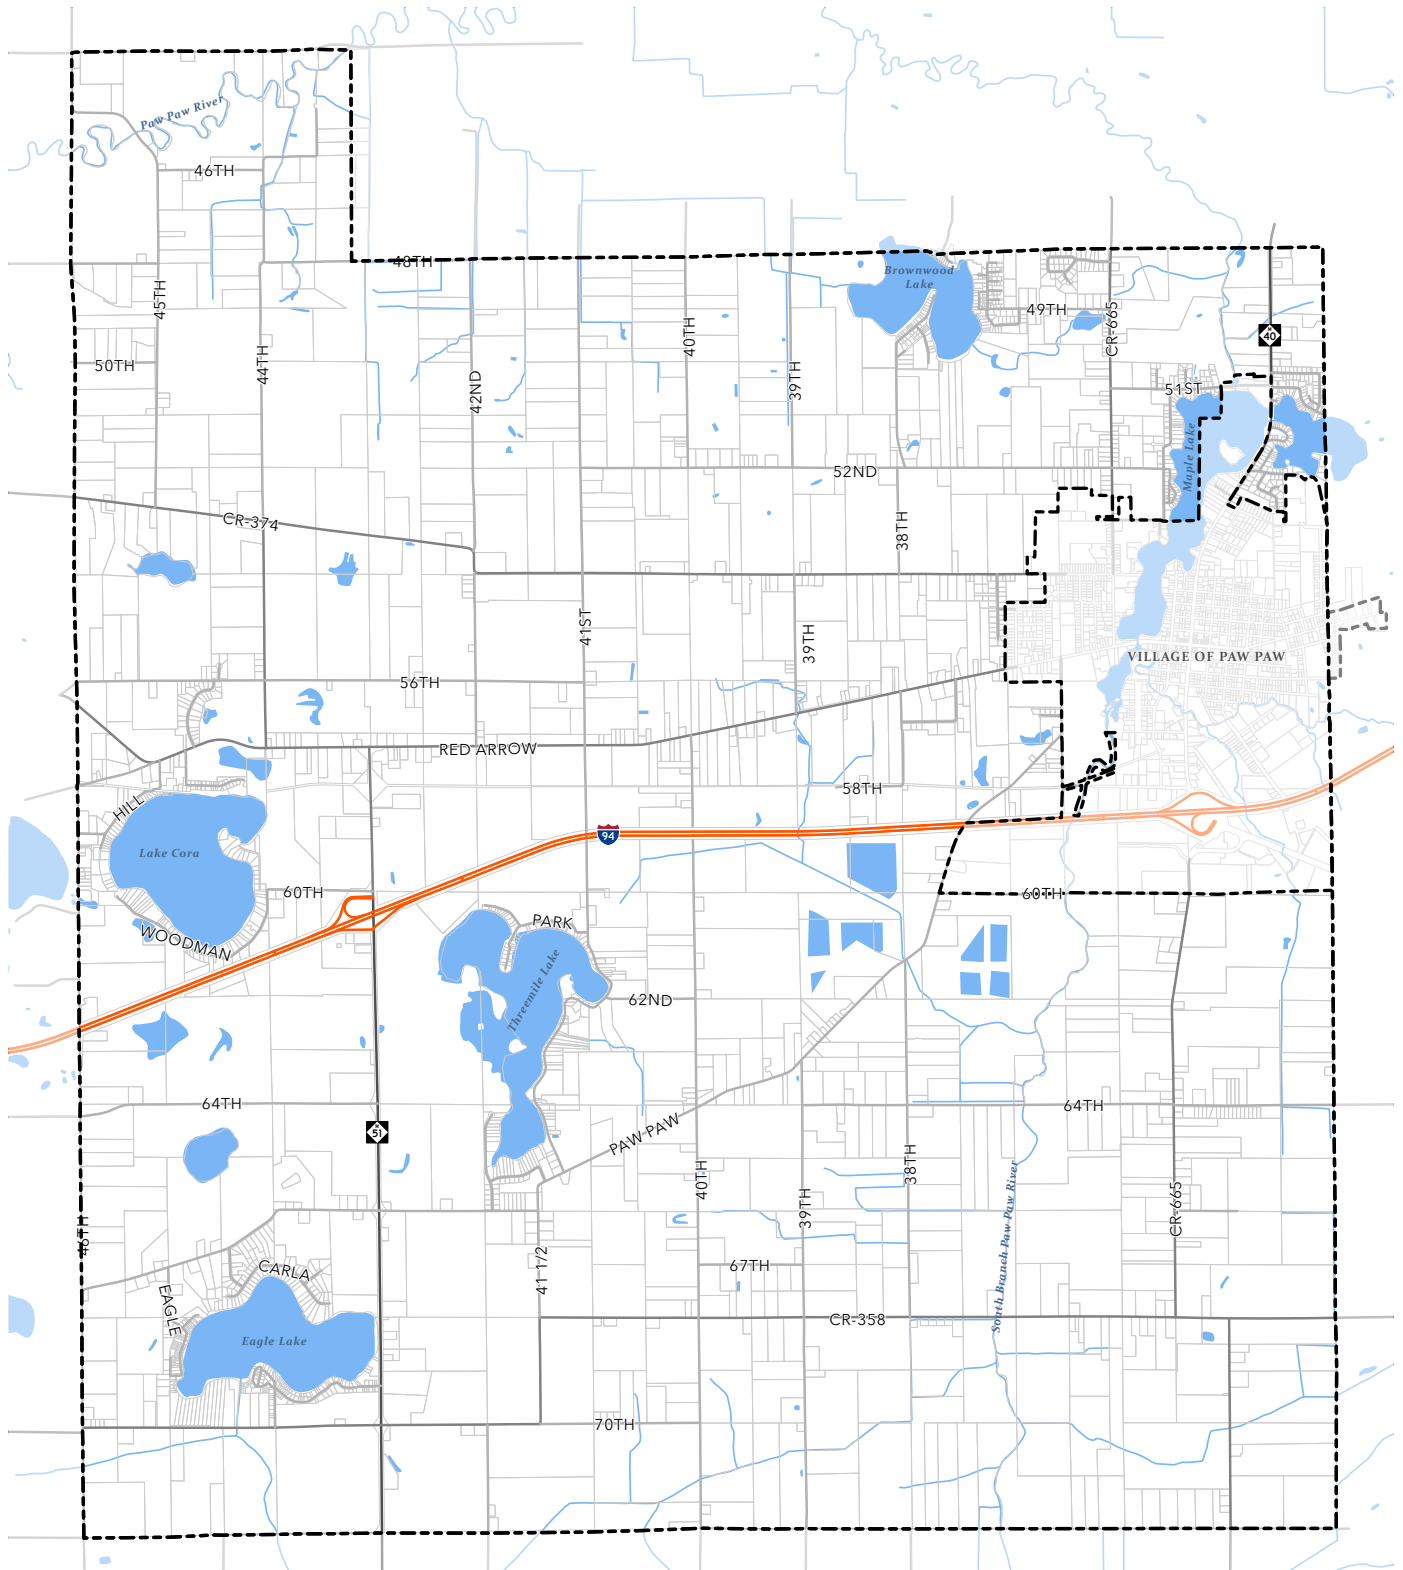 Paw Paw River
46TH
48TH
Brownwood
Lake
45TH
49TH
CR-665
40
50TH
44TH
42ND
40TH
39TH
51ST
Maple Lake
52ND
CR-374
38TH
41ST
39TH
VILLAGE OF PAW PAW
56TH
RED ARROW
58TH
HILL
94
Lake Cora
60TH
60TH
WOODMAN
PARK
Threemile Lake
62ND
64TH
64TH
51
PAW PAW
40TH
38TH
39TH
South Branch Paw Paw River
CR-665
46TH
41 1/2
67TH
CARLA
EAGLE
CR-358
Eagle Lake
70TH